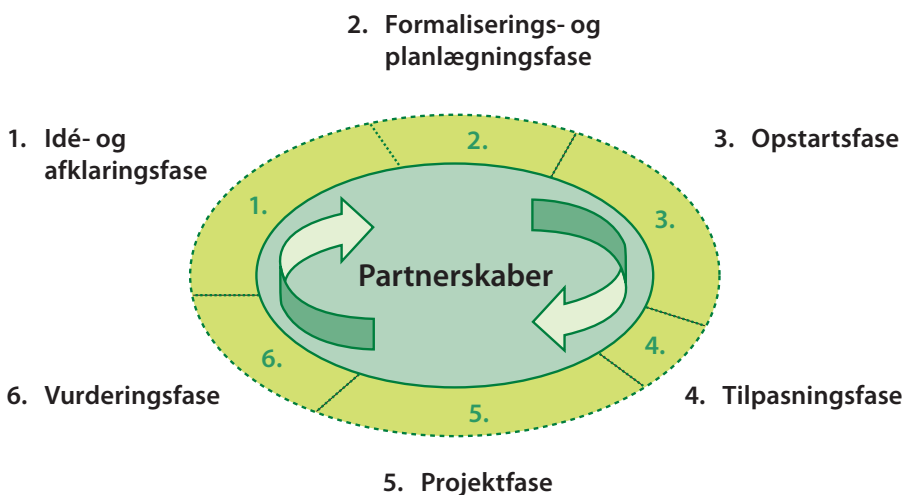 2. Formaliserings- og
planlægningsfase
1. Idé- og
afklaringsfase
3. Opstartsfase
2.
1.
3.
Partnerskaber
6.
4.
5.
6. Vurderingsfase
4. Tilpasningsfase
5. Projektfase